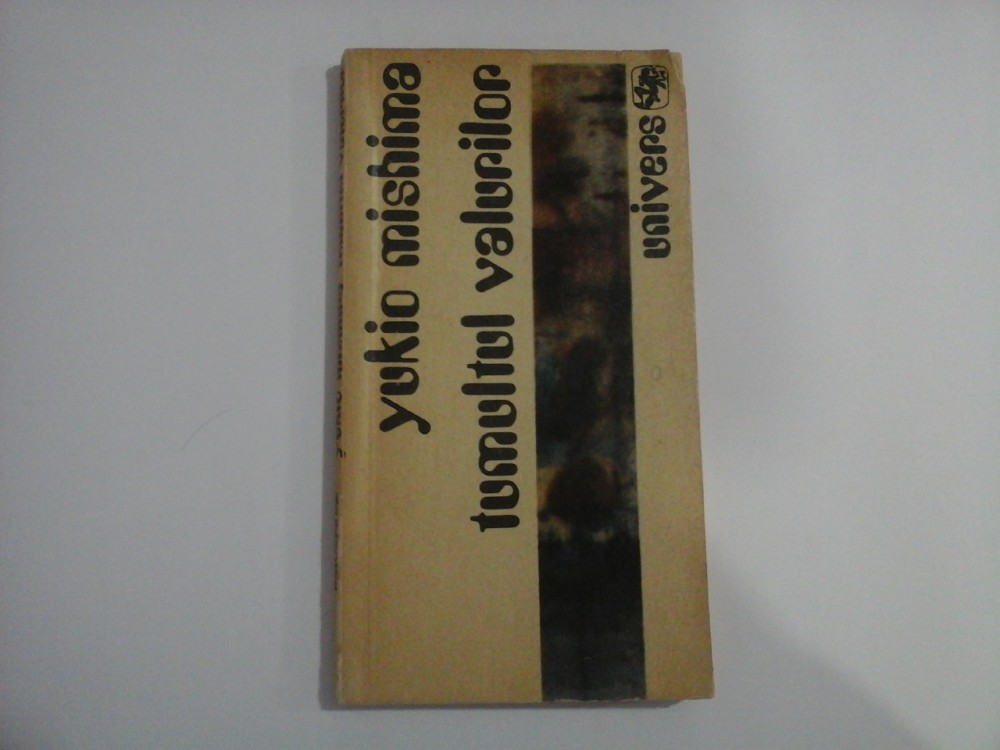 yukio mishima
tumultul valurilor
univers